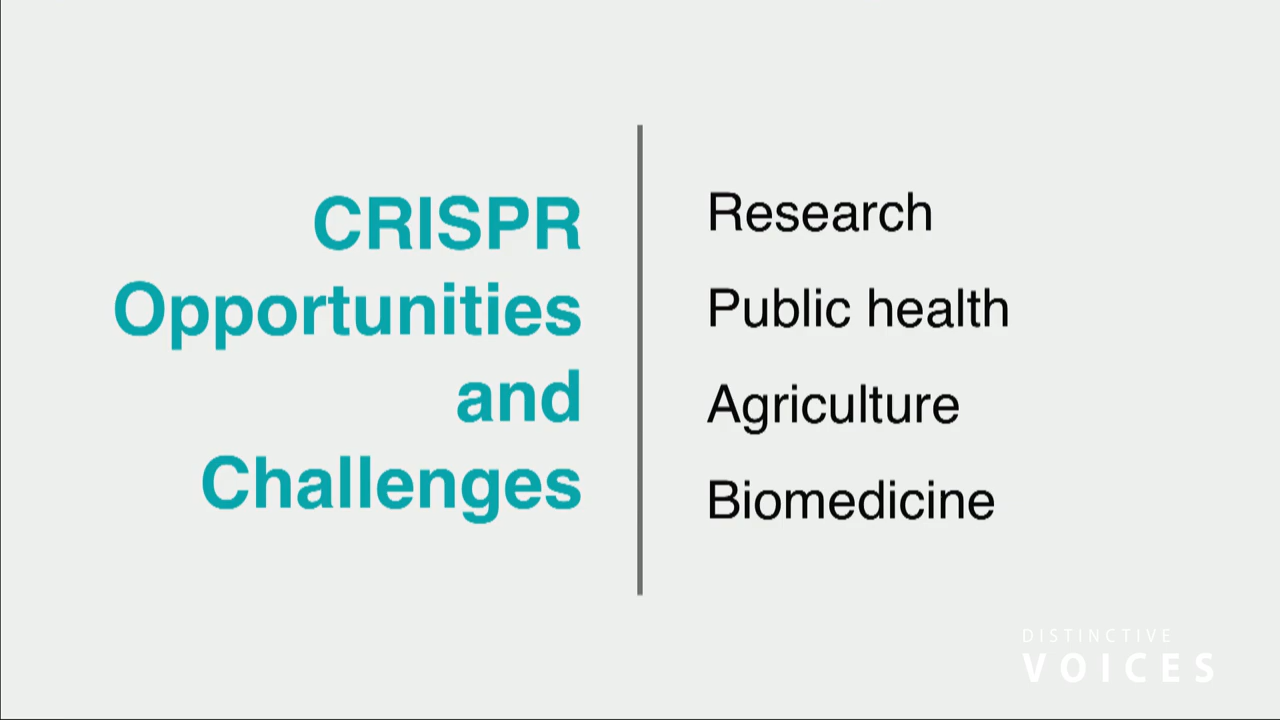 CRISPR
Opportunities
and
Challenges
Research
Public health
Agriculture
Biomedicine
DISTINCTIVE
VOICES